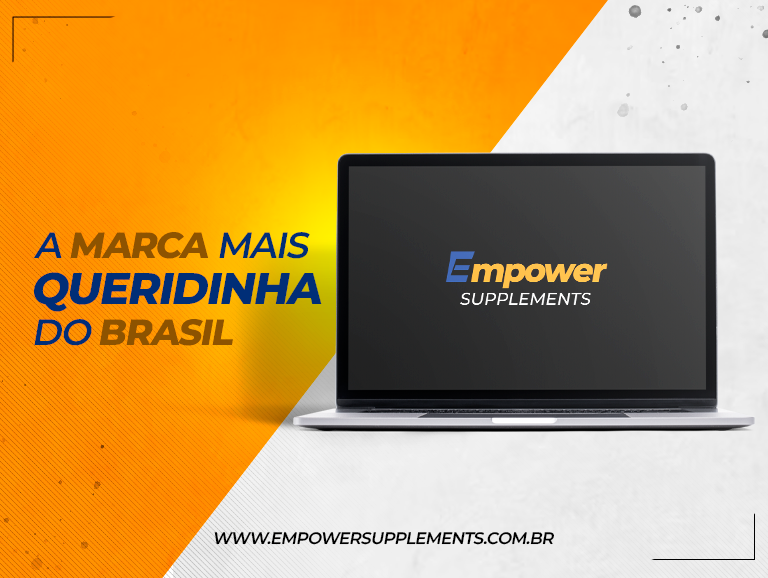 A MARCA MAIS
QUERIDINHA
DO BRASIL
Empower
SUPPLEMENTS
WWW.EMPOWERSUPPLEMENTS.COM.BR